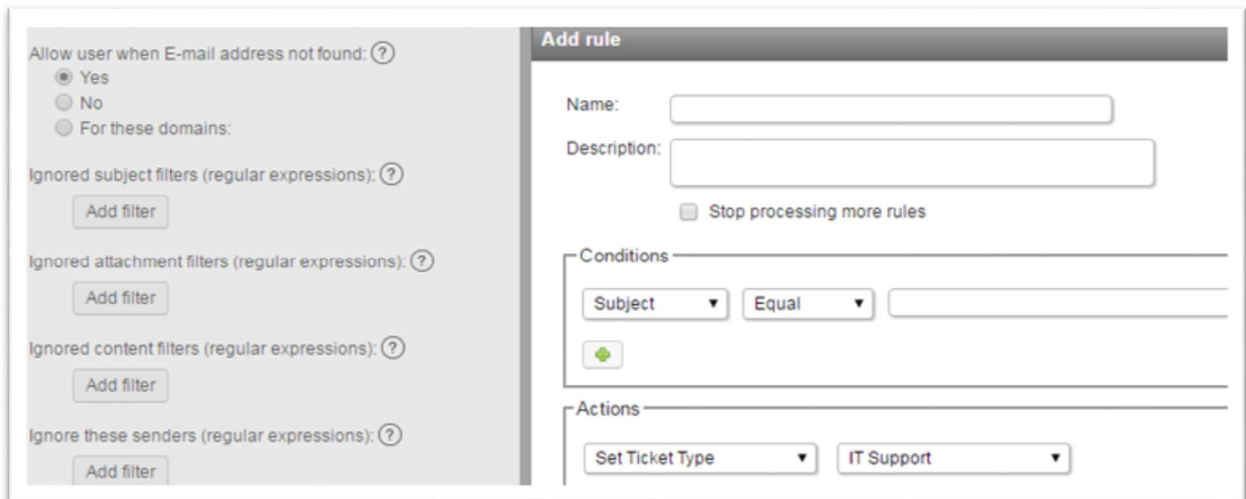 Allow user when E-mail address not found: ?
Yes
No
For these domains:
Ignored subject filters (regular expressions): ?
Add filter
Ignored attachment filters (regular expressions): ?
Add filter
Ignored content filters (regular expressions): ?
Add filter
Ignore these senders (regular expressions): ?
Add filter
Add rule
Name:
Description:
Stop processing more rules
Conditions
Subject Equal
Actions
Set Ticket Type IT Support